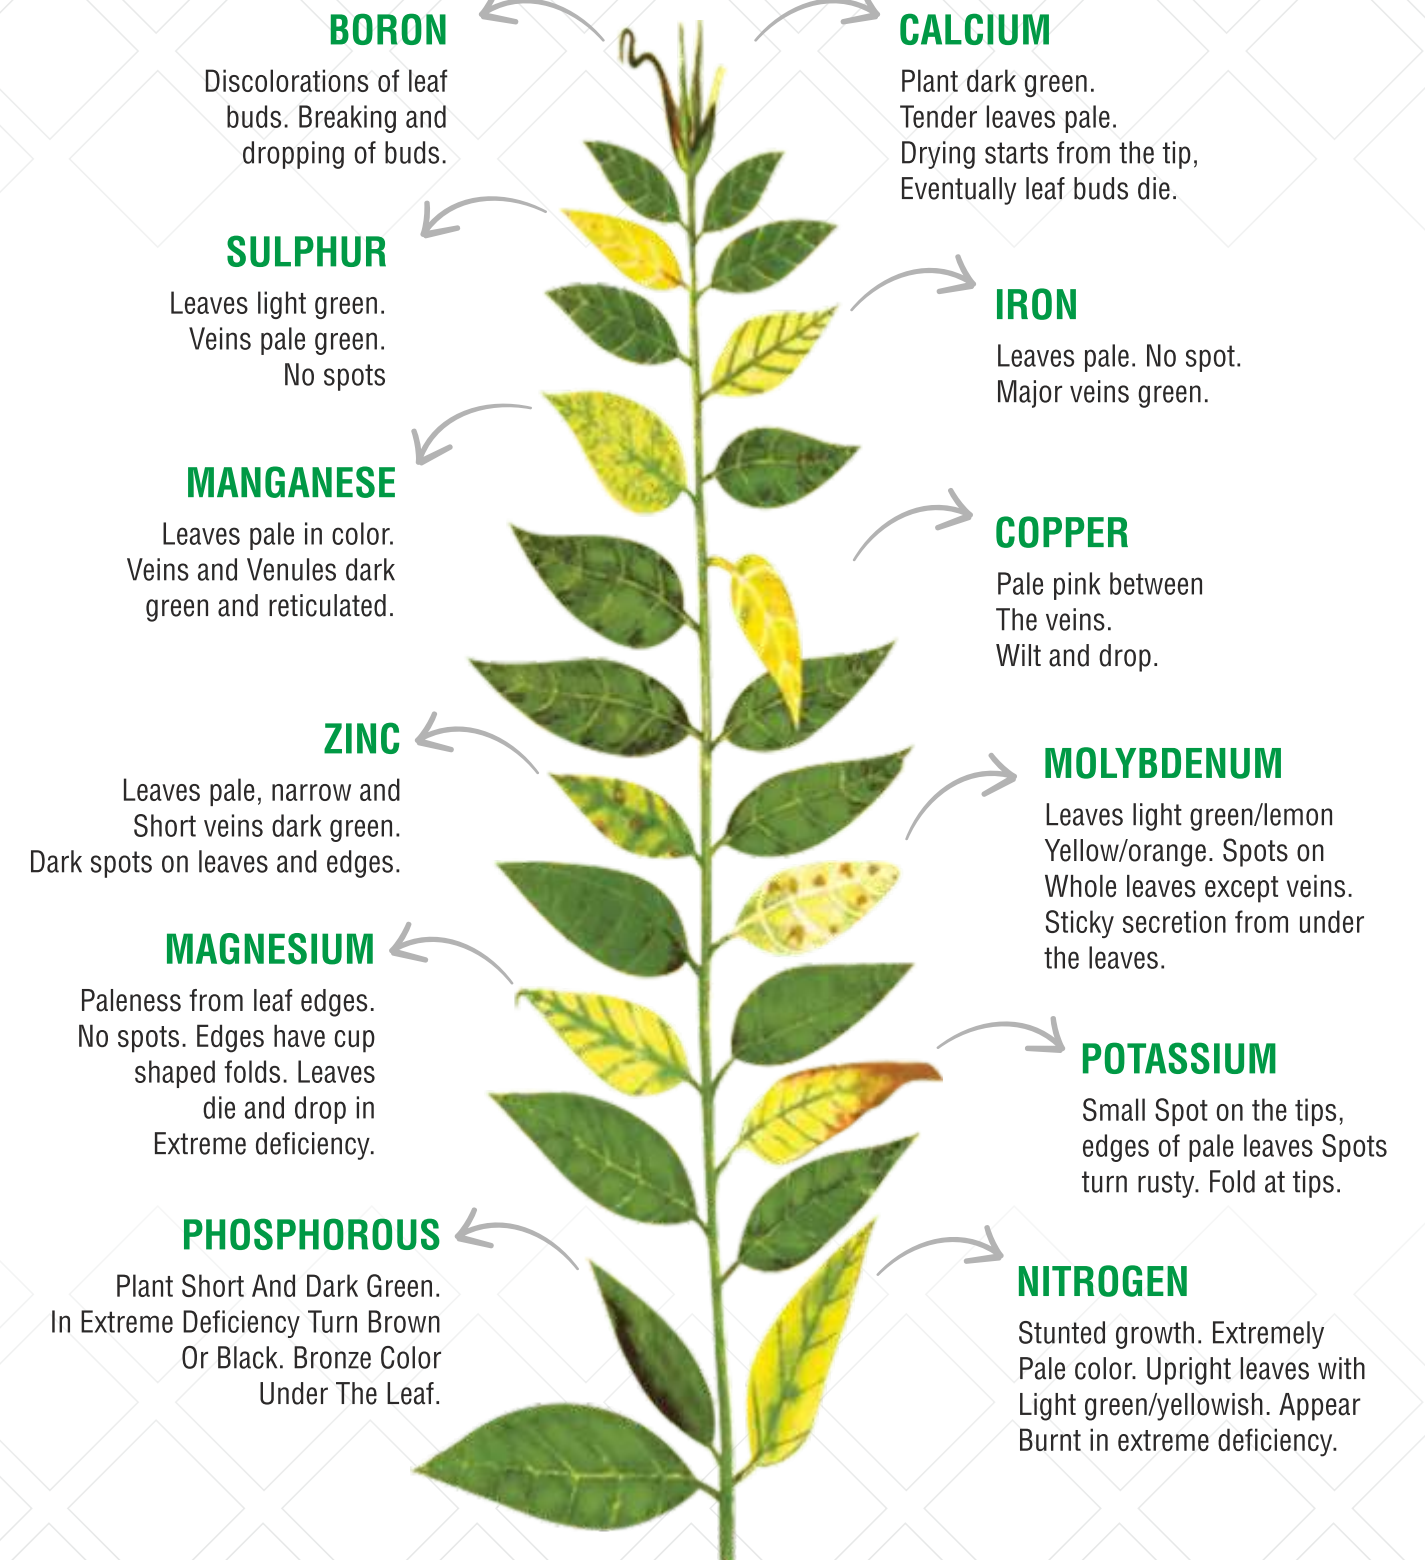 BORON
Discolorations of leaf
buds. Breaking and
dropping of buds.
CALCIUM
Plant dark green.
Tender leaves pale.
Drying starts from the tip,
Eventually leaf buds die.
SULPHUR
Leaves light green.
Veins pale green.
No spots
IRON
Leaves pale. No spot.
Major veins green.
MANGANESE
Leaves pale in color.
Veins and Venules dark
green and reticulated.
COPPER
Pale pink between
The veins.
Wilt and drop.
ZINC
Leaves pale, narrow and
Short veins dark green.
Dark spots on leaves and edges.
MOLYBDENUM
Leaves light green/lemon
Yellow/orange. Spots on
Whole leaves except veins.
Sticky secretion from under
the leaves.
MAGNESIUM
Paleness from leaf edges.
No spots. Edges have cup
shaped folds. Leaves
die and drop in
Extreme deficiency.
POTASSIUM
Small Spot on the tips,
edges of pale leaves Spots
turn rusty. Fold at tips.
PHOSPHOROUS
Plant Short And Dark Green.
In Extreme Deficiency Turn Brown
Or Black. Bronze Color
Under The Leaf.
NITROGEN
Stunted growth. Extremely
Pale color. Upright leaves with
Light green/yellowish. Appear
Burnt in extreme deficiency.